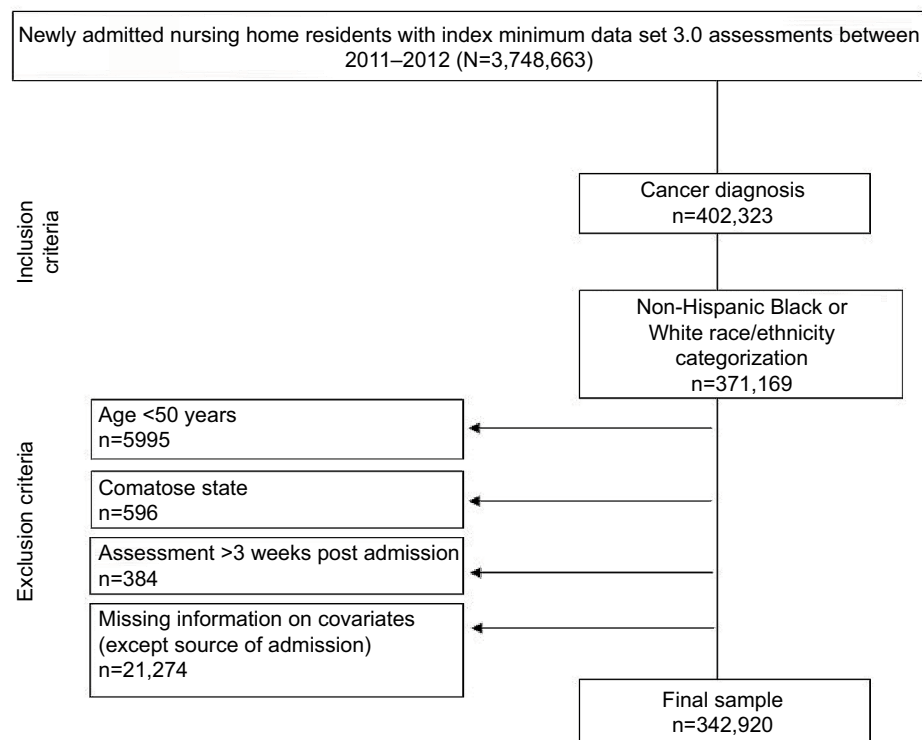 Newly admitted nursing home residents with index minimum data set 3.0 assessments between
2011–2012 (N=3,748,663)
Inclusion
criteria
Cancer diagnosis
n=402,323
Non-Hispanic Black or
White race/ethnicity
categorization
n=371,169
Exclusion criteria
Age <50 years
n=5995
Comatose state
n=596
Assessment >3 weeks post admission
n=384
Missing information on covariates
(except source of admission)
n=21,274
Final sample
n=342,920